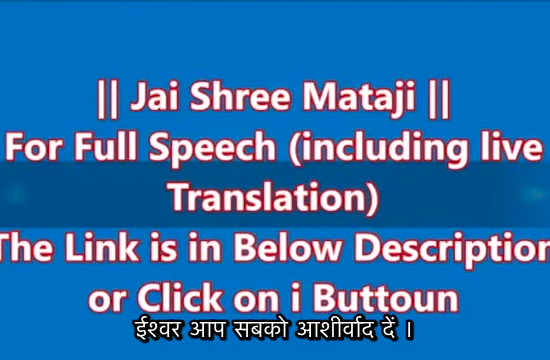 || Jai Shree Mataji ||
For Full Speech (including live
Translation)
The Link is in Below Description
or Click on i Buttoun
ईश्वर आप सबको आशीर्वाद दें ।